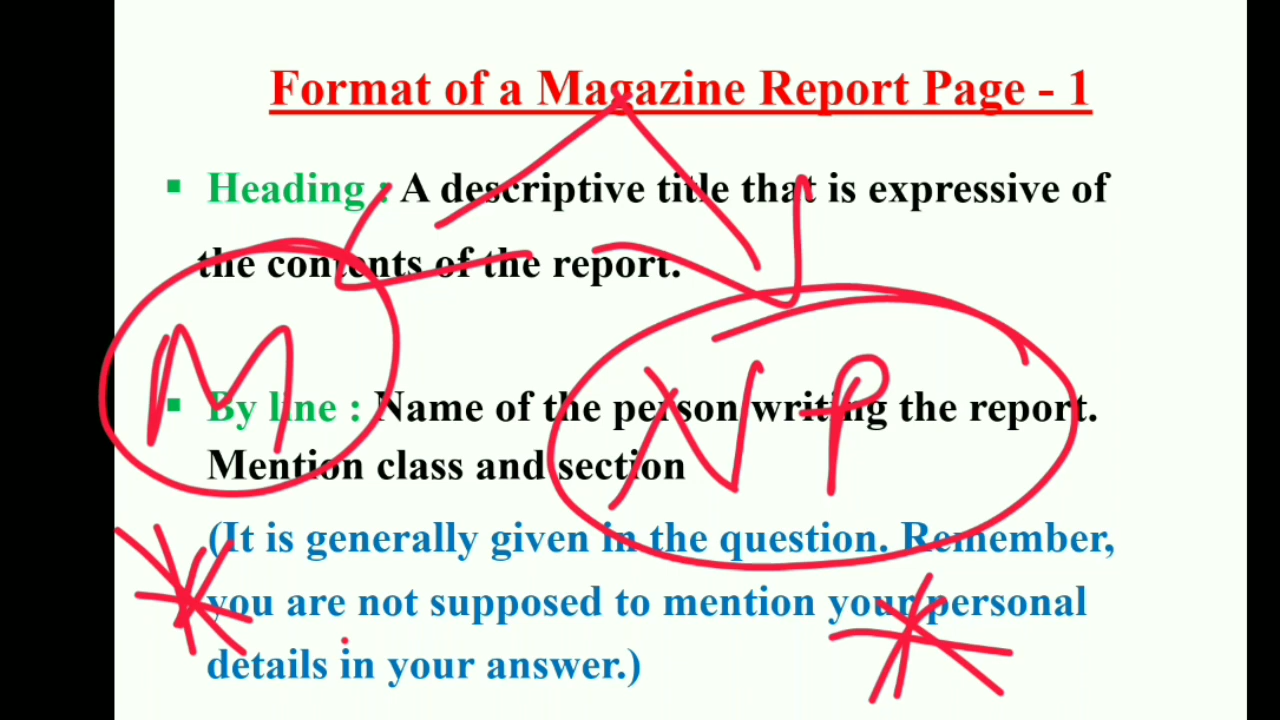 Format of a Magazine Report Page - 1
▪ Heading : A descriptive title that is expressive of
the contents of the report.
M
NP
▪ By line : Name of the person writing the report.
Mention class and section
(It is generally given in the question. Remember,
you are not supposed to mention your personal
details in your answer.)